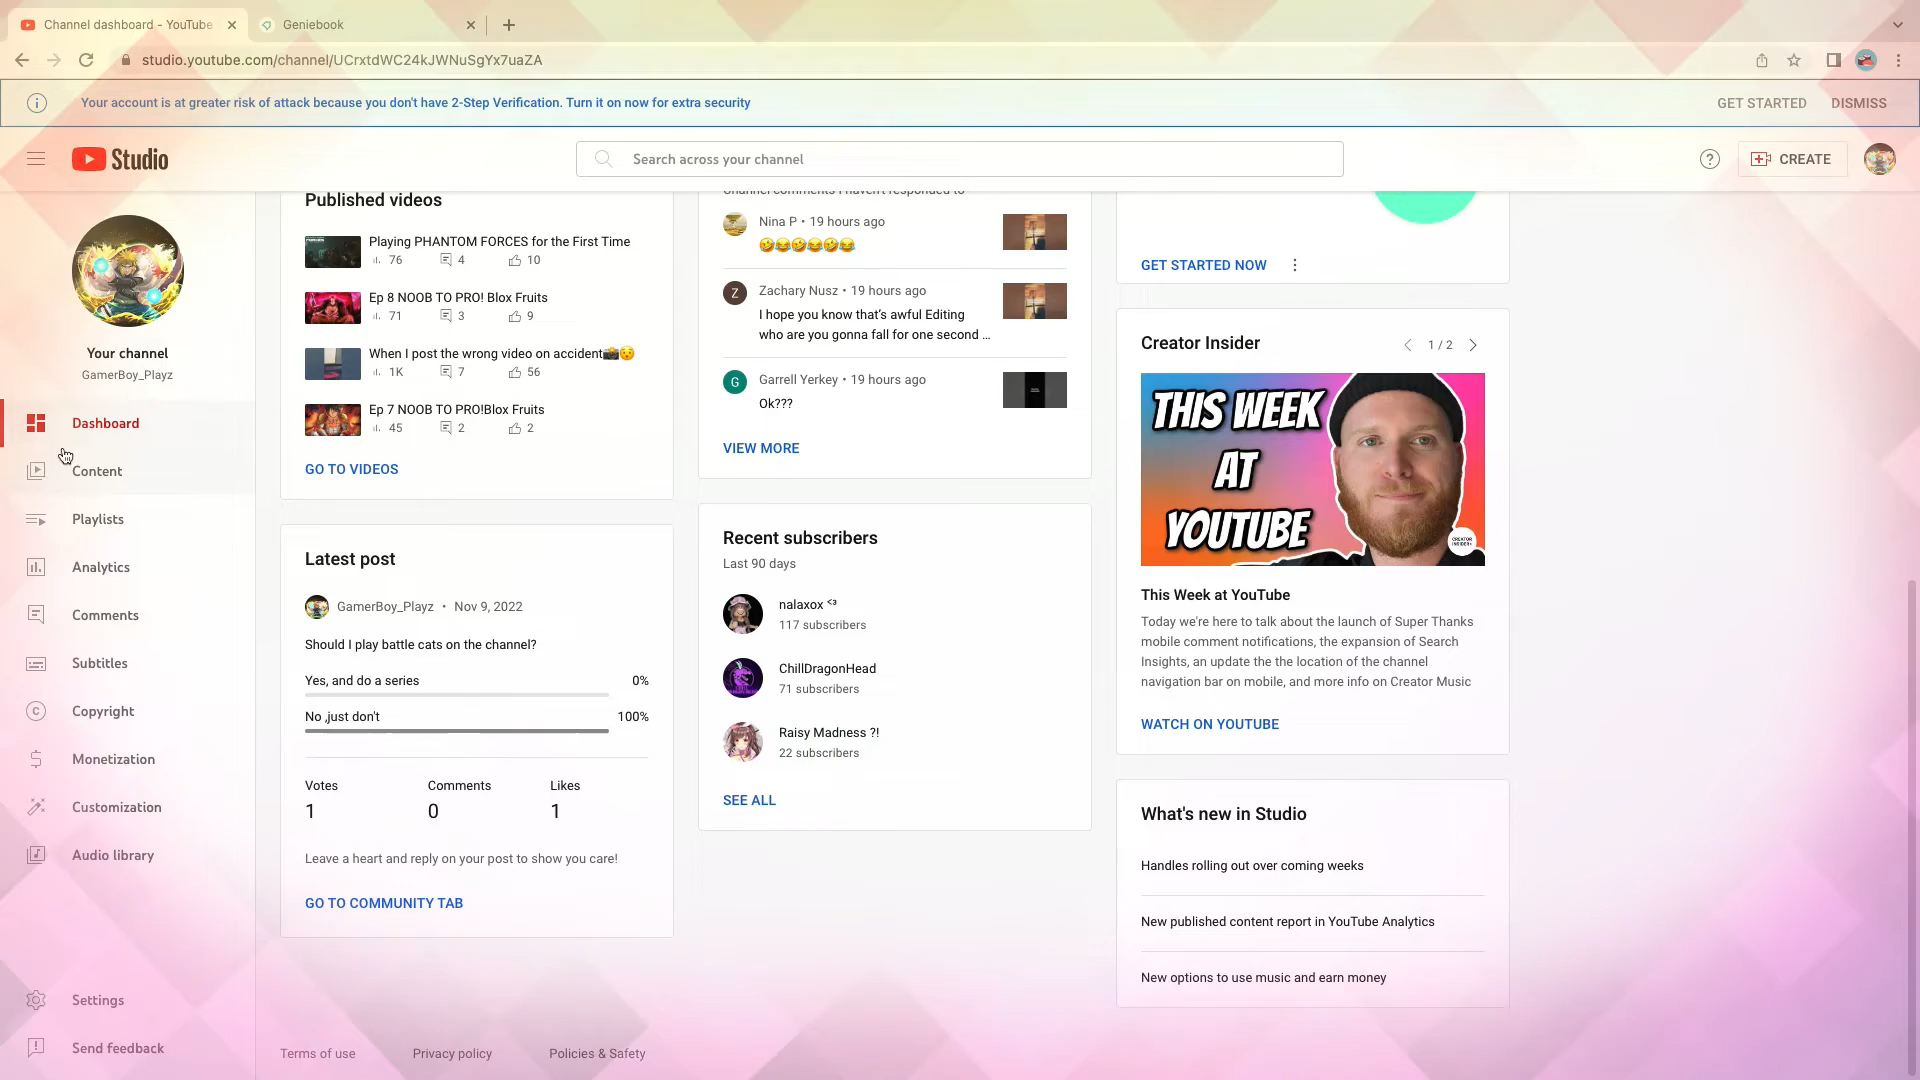 Channel dashboard - YouTube
Geniebook
studio.youtube.com/channel/UCrxtdWC24kJWNuSgYx7uaZA
Your account is at greater risk of attack because you don't have 2-Step Verification. Turn it on now for extra security
GET STARTED
DISMISS
Studio
Search across your channel
CREATE
Your channel
GamerBoy_Playz
Dashboard
Content
Playlists
Analytics
Comments
Subtitles
Copyright
Monetization
Customization
Audio library
Settings
Send feedback
Published videos
Playing PHANTOM FORCES for the First Time
76 4 10
Ep 8 NOOB TO PRO! Blox Fruits
71 3 9
When I post the wrong video on accident📸😯
1K 7 56
Ep 7 NOOB TO PRO!Blox Fruits
45 2 2
GO TO VIDEOS
Latest post
GamerBoy_Playz • Nov 9, 2022
Should I play battle cats on the channel?
Yes, and do a series 0%
No ,just don't 100%
Votes Comments Likes
1 0 1
Leave a heart and reply on your post to show you care!
GO TO COMMUNITY TAB
Channel comments I haven't responded to
Nina P • 19 hours ago
🤣😂🤣😂🤣😂
Z
Zachary Nusz • 19 hours ago
I hope you know that's awful Editing
who are you gonna fall for one second ...
G
Garrell Yerkey • 19 hours ago
Ok???
VIEW MORE
Recent subscribers
Last 90 days
nalaxox <³
117 subscribers
ChillDragonHead
71 subscribers
Raisy Madness ?!
22 subscribers
SEE ALL
GET STARTED NOW
Creator Insider
1 / 2
THIS WEEK
AT
YOUTUBE
CREATOR
INSIDER
This Week at YouTube
Today we're here to talk about the launch of Super Thanks
mobile comment notifications, the expansion of Search
Insights, an update the the location of the channel
navigation bar on mobile, and more info on Creator Music
WATCH ON YOUTUBE
What's new in Studio
Handles rolling out over coming weeks
New published content report in YouTube Analytics
New options to use music and earn money
Terms of use
Privacy policy
Policies & Safety